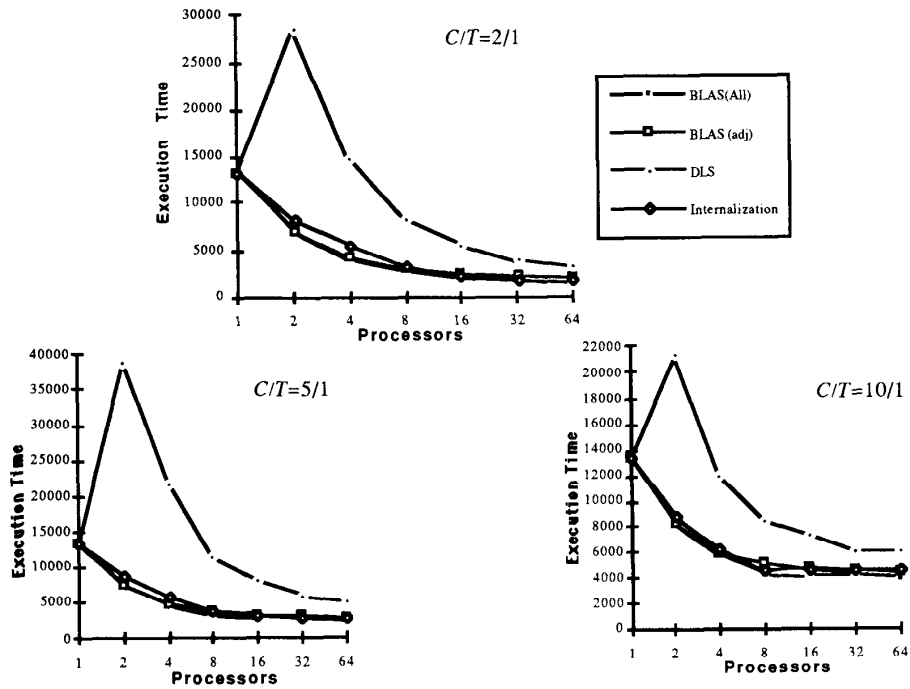 C/T=2/1
Execution Time
30000
25000
20000
15000
10000
5000
0
1 2 4 8 16 32 64
Processors
BLAS(All)
BLAS (adj)
DLS
Internalization
C/T=5/1
Execution Time
40000
35000
30000
25000
20000
15000
10000
5000
0
1 2 4 8 16 32 64
Processors
C/T=10/1
Execution Time
22000
20000
18000
16000
14000
12000
10000
8000
6000
4000
2000
0
1 2 4 8 16 32 64
Processors